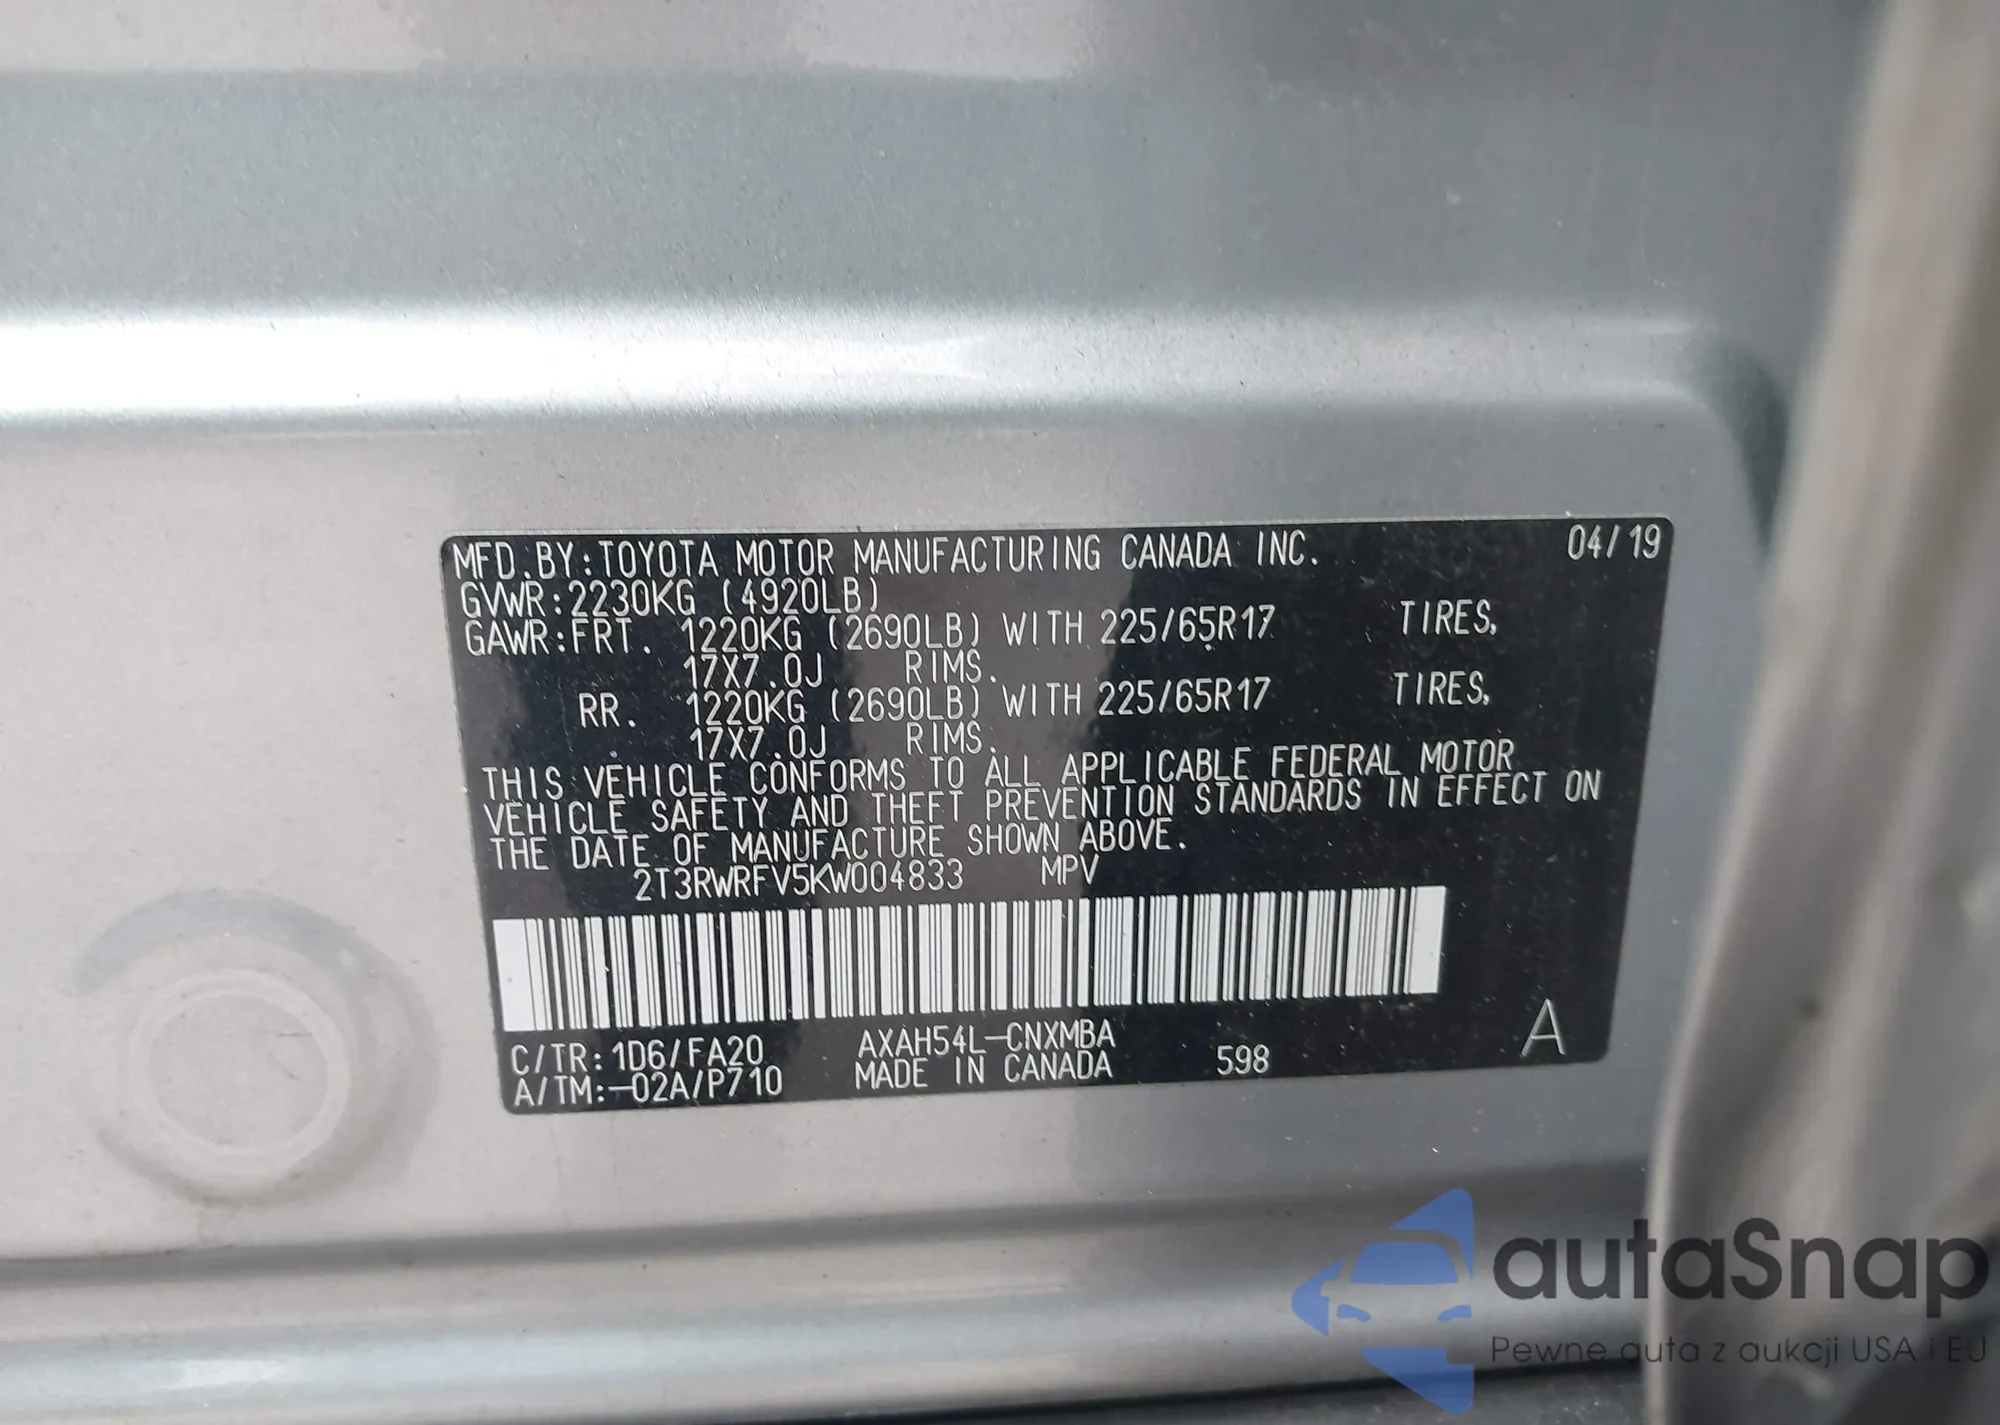 MFD.BY:TOYOTA MOTOR MANUFACTURING CANADA INC. 04/19
GVWR:2230KG (4920LB)
GAWR:FRT. 1220KG (2690LB) WITH 225/65R17 TIRES,
17X7.0J RIMS.
RR. 1220KG (2690LB) WITH 225/65R17 TIRES,
17X7.0J RIMS.
THIS VEHICLE CONFORMS TO ALL APPLICABLE FEDERAL MOTOR
VEHICLE SAFETY AND THEFT PREVENTION STANDARDS IN EFFECT ON
THE DATE OF MANUFACTURE SHOWN ABOVE.
2T3RWRFV5KW004833 MPV
C/TR:1D6/FA20 AXAH54L-CNXMBA
A/TM:-02A/P710 MADE IN CANADA 598 A
autaSnap
Pewne auta z aukcji USA i EU